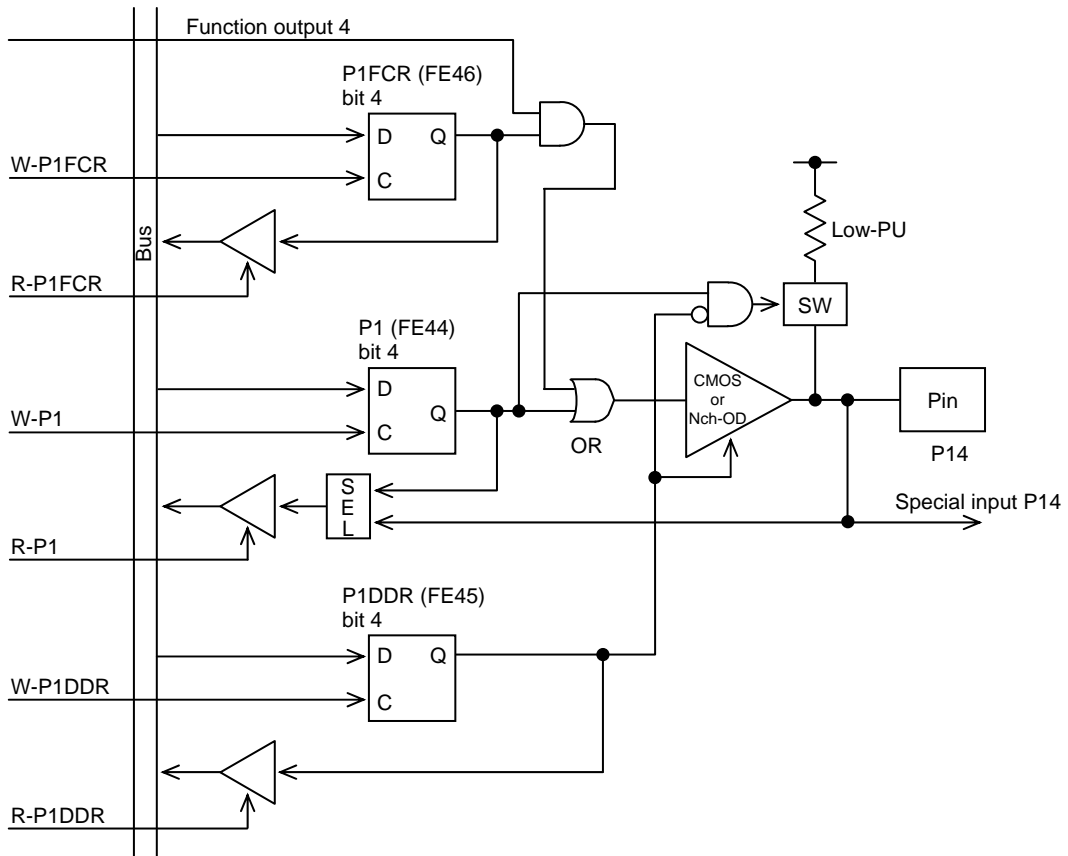 Function output 4
P1FCR (FE46)
bit 4
D Q
W-P1FCR
C
Bus
Low-PU
R-P1FCR
SW
P1 (FE44)
bit 4
D
Q
CMOS
or
Nch-OD
Pin
W-P1
C
OR
P14
SEL
Special input P14
R-P1
P1DDR (FE45)
bit 4
D Q
W-P1DDR
C
R-P1DDR